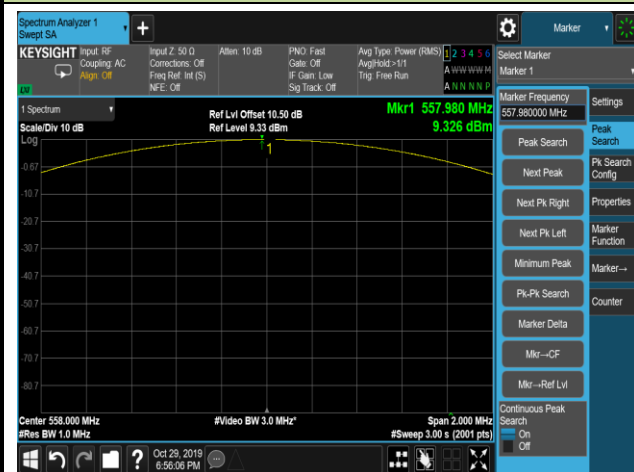 Spectrum Analyzer 1
Swept SA
Marker
KEYSIGHT
Input: RF
Coupling: AC
Align: Off
Input Z: 50 Ω
Corrections: Off
Freq Ref: Int (S)
NFE: Off
Atten: 10 dB
PNO: Fast
Gate: Off
IF Gain: Low
Sig Track: Off
Avg Type: Power (RMS)
Avg|Hold:>1/1
Trig: Free Run
1 2 3 4 5 6
A W W W W M
A N N N N P
LXI
1 Spectrum
Scale/Div 10 dB
Ref Lvl Offset 10.50 dB
Ref Level 9.33 dBm
Mkr1 557.980 MHz
9.326 dBm
Log
1
-0.67
-10.7
-20.7
-30.7
-40.7
-50.7
-60.7
-70.7
-80.7
Center 558.000 MHz
#Res BW 1.0 MHz
#Video BW 3.0 MHz*
Span 2.000 MHz
#Sweep 3.00 s (2001 pts)
Oct 29, 2019
6:56:06 PM
?
Select Marker
Marker 1
Marker Frequency
557.980000 MHz
Peak Search
Next Peak
Next Pk Right
Next Pk Left
Minimum Peak
Pk-Pk Search
Marker Delta
Mkr→CF
Mkr→Ref Lvl
Continuous Peak
Search
On
Off
Settings
Peak
Search
Pk Search
Config
Properties
Marker
Function
Marker→
Counter